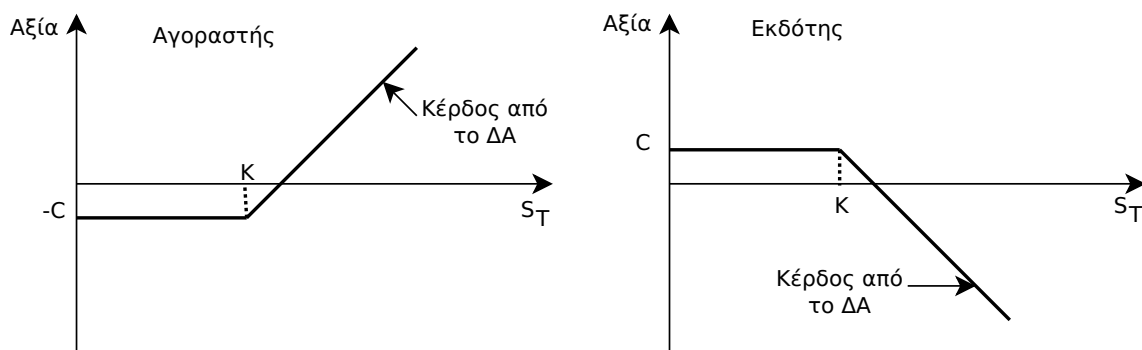 Αξία
Αγοραστής
Κέρδος από
το ΔΑ
K
-C
S_T
Αξία
Εκδότης
C
K
S_T
Κέρδος από
το ΔΑ